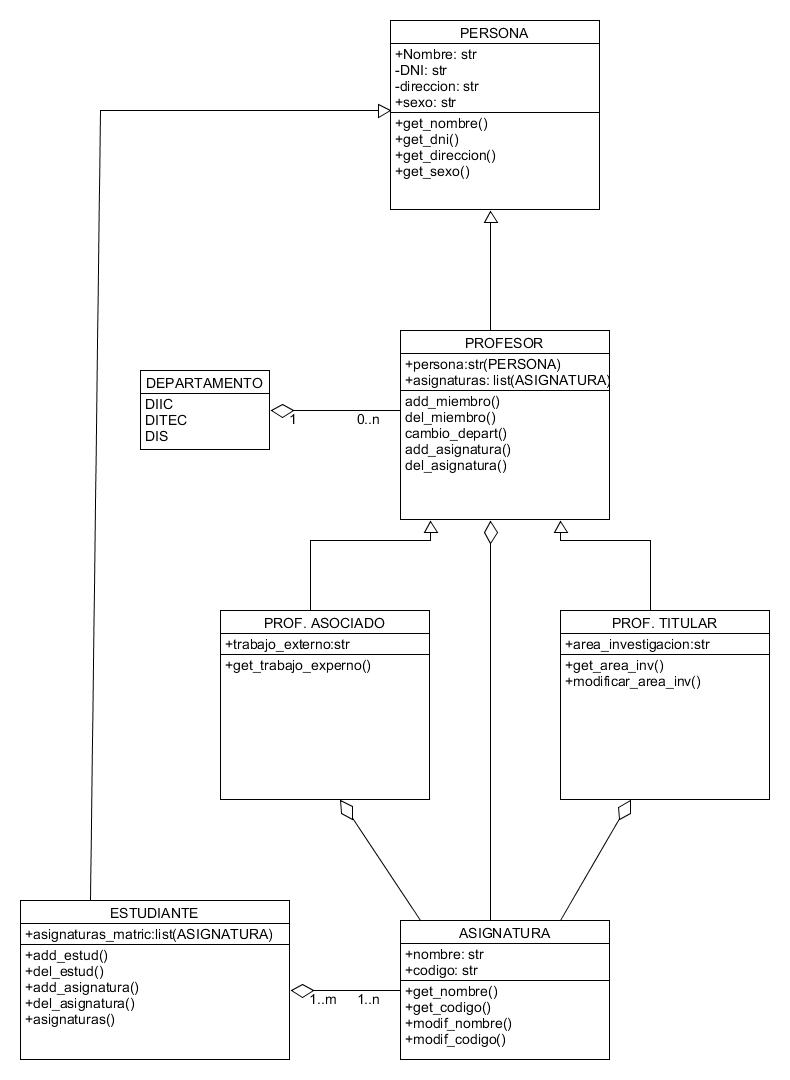 PERSONA
+Nombre: str
-DNI: str
-direccion: str
+sexo: str
+get_nombre()
+get_dni()
+get_direccion()
+get_sexo()
PROFESOR
+persona:str(PERSONA)
+asignaturas: list(ASIGNATURA)
add_miembro()
del_miembro()
cambio_depart()
add_asignatura()
del_asignatura()
DEPARTAMENTO
DIIC
DITEC
DIS
1
0..n
PROF. ASOCIADO
+trabajo_externo:str
+get_trabajo_experno()
PROF. TITULAR
+area_investigacion:str
+get_area_inv()
+modificar_area_inv()
ESTUDIANTE
+asignaturas_matric:list(ASIGNATURA)
+add_estud()
+del_estud()
+add_asignatura()
+del_asignatura()
+asignaturas()
1..m
1..n
ASIGNATURA
+nombre: str
+codigo: str
+get_nombre()
+get_codigo()
+modif_nombre()
+modif_codigo()